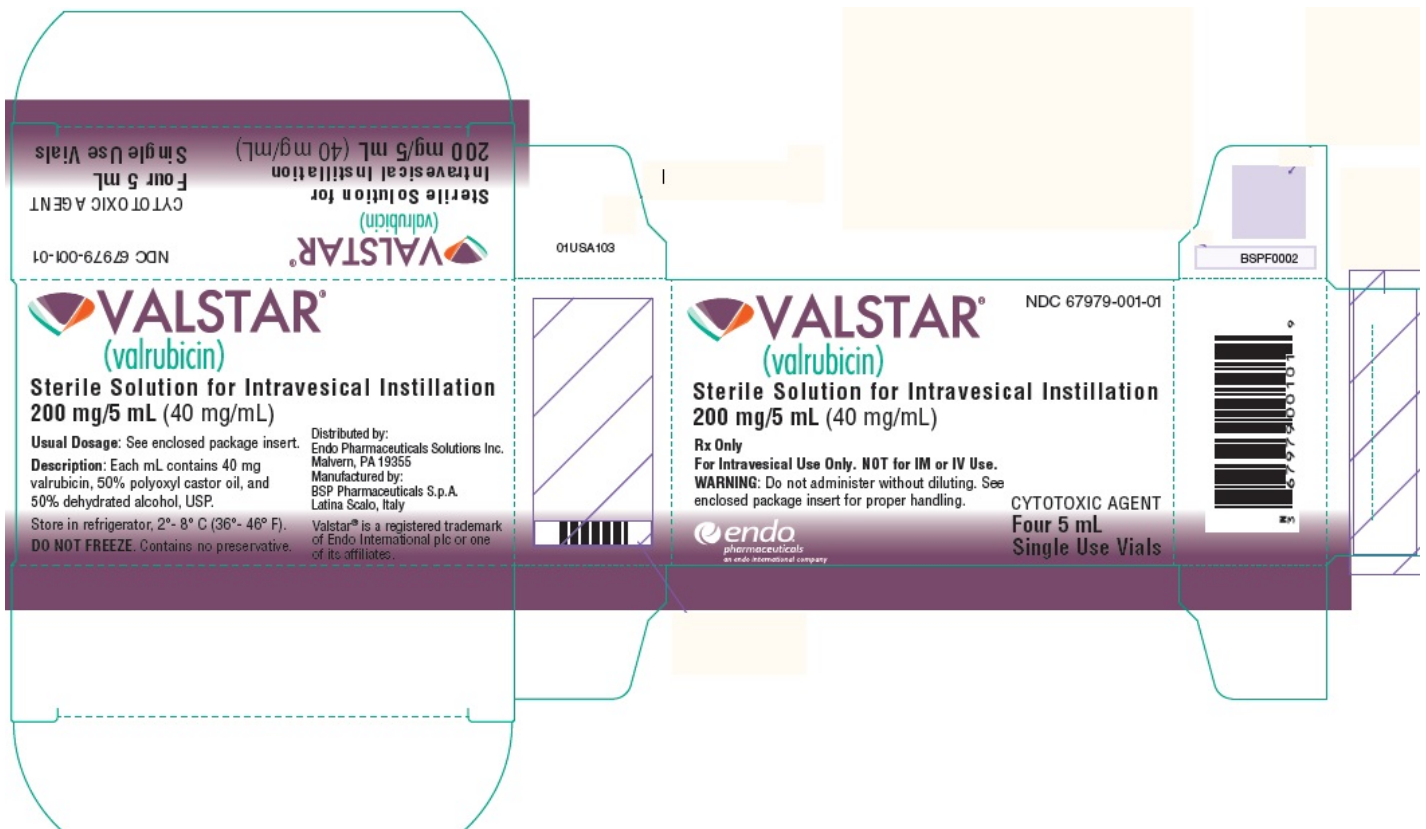 NDC 67979-001-01
CYTOTOXIC AGENT
Four 5 mL
Single Use Vials
VALSTAR®
(valrubicin)
Sterile Solution for
Intravesical Instillation
200 mg/5 mL (40 mg/mL)
VALSTAR®
(valrubicin)
Sterile Solution for Intravesical Instillation
200 mg/5 mL (40 mg/mL)
Usual Dosage: See enclosed package insert.
Description: Each mL contains 40 mg
valrubicin, 50% polyoxyl castor oil, and
50% dehydrated alcohol, USP.
Store in refrigerator, 2°- 8° C (36°- 46° F).
DO NOT FREEZE. Contains no preservative.
Distributed by:
Endo Pharmaceuticals Solutions Inc.
Malvern, PA 19355
Manufactured by:
BSP Pharmaceuticals S.p.A.
Latina Scalo, Italy
Valstar® is a registered trademark
of Endo International plc or one
of its affiliates.
01USA103
VALSTAR®
(valrubicin)
NDC 67979-001-01
Sterile Solution for Intravesical Instillation
200 mg/5 mL (40 mg/mL)
Rx Only
For Intravesical Use Only. NOT for IM or IV Use.
WARNING: Do not administer without diluting. See
enclosed package insert for proper handling.
CYTOTOXIC AGENT
Four 5 mL
Single Use Vials
endo
pharmaceuticals
an endo international company
BSPF0002